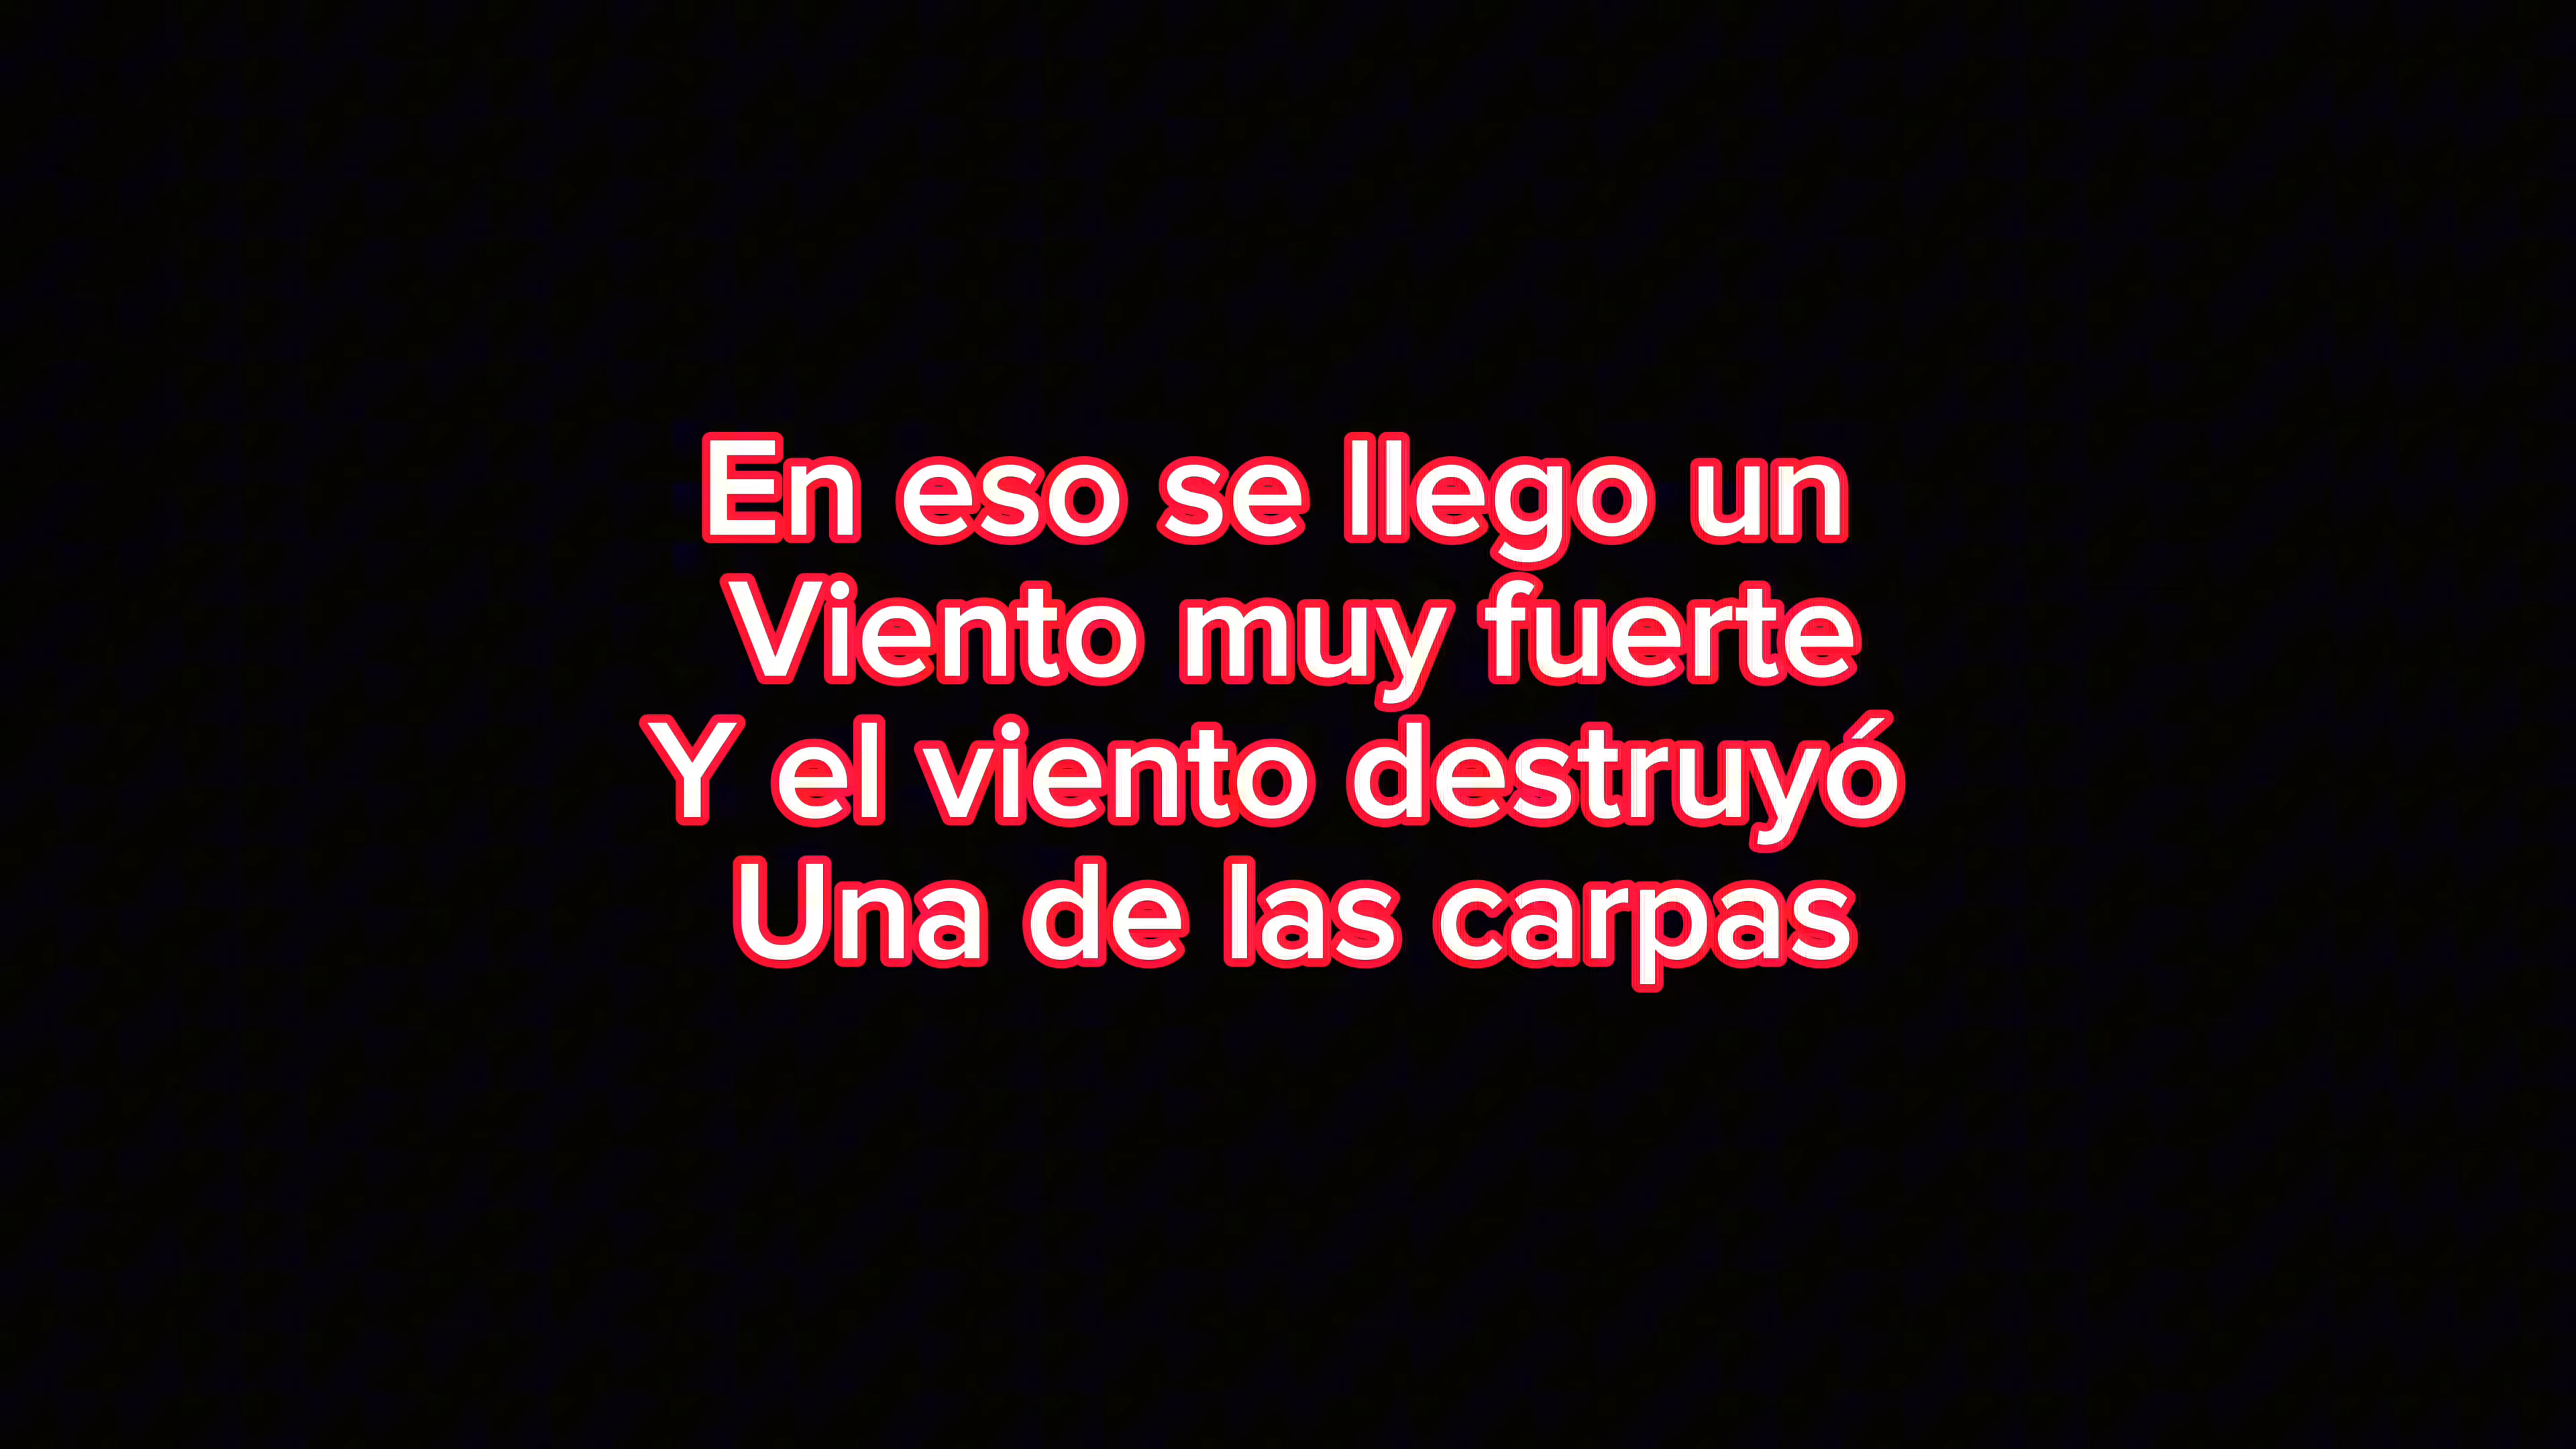 En eso se llego un
Viento muy fuerte
Y el viento destruyó
Una de las carpas